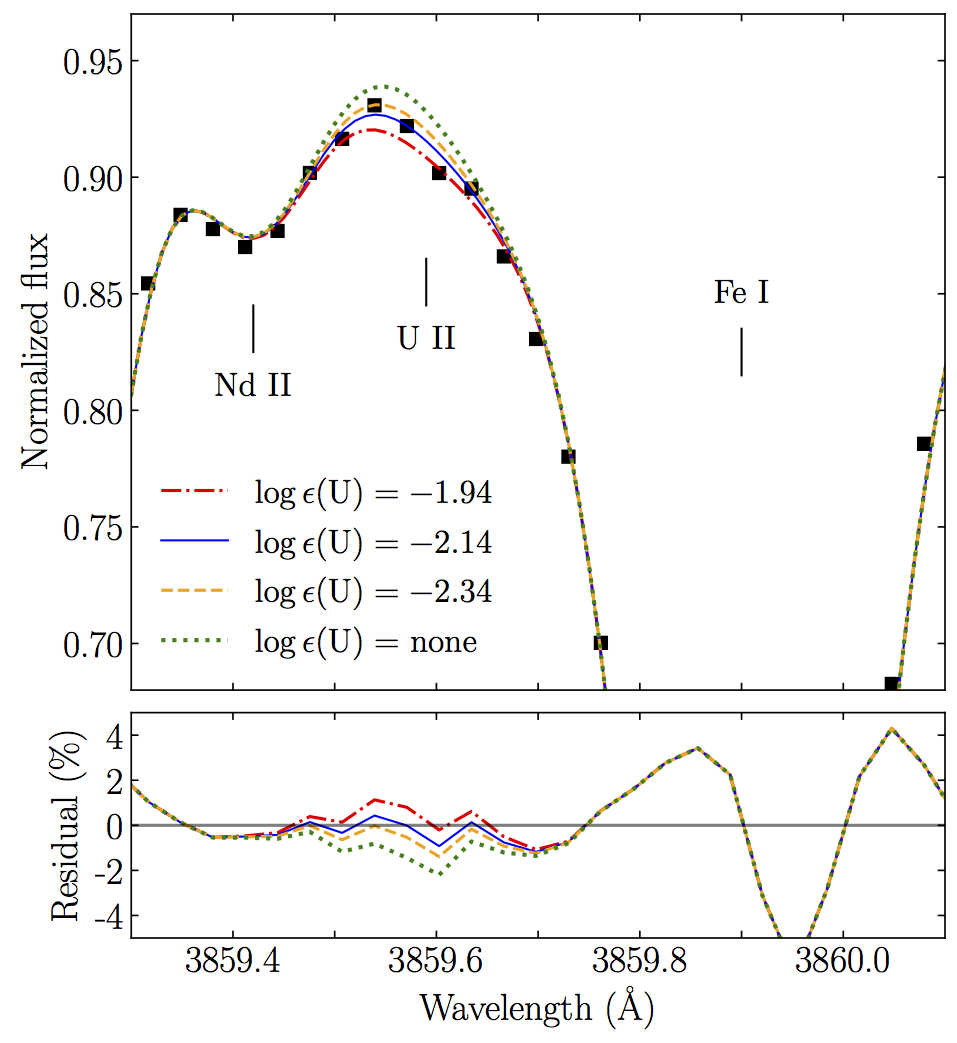 0.95
0.90
0.85
0.80
0.75
0.70
Normalized flux
Nd II
U II
Fe I
log ϵ(U) = −1.94
log ϵ(U) = −2.14
log ϵ(U) = −2.34
log ϵ(U) = none
4
2
0
-2
-4
Residual (%)
3859.4 3859.6 3859.8 3860.0
Wavelength (Å)